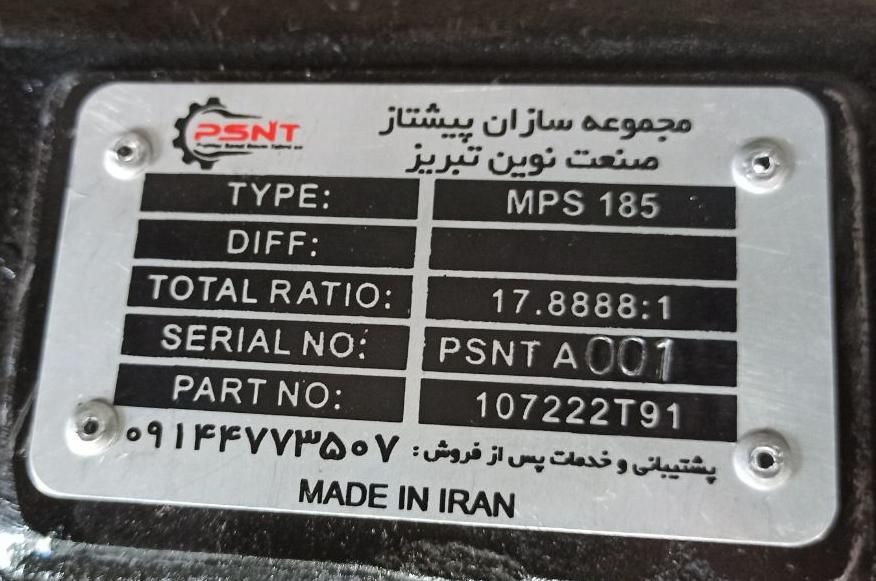 PSNT
مجموعه سازان پیشتاز
صنعت نوین تبریز
TYPE: MPS 185
DIFF:
TOTAL RATIO: 17.8888:1
SERIAL NO: PSNT A 001
PART NO: 107222T91
پشتیبانی و خدمات پس از فروش: ۰۹۱۴۴۷۷۳۵۰۷
MADE IN IRAN